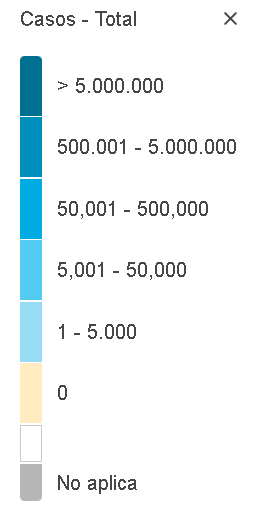 Casos - Total ×
> 5.000.000
500.001 - 5.000.000
50,001 - 500,000
5,001 - 50,000
1 - 5.000
0
No aplica